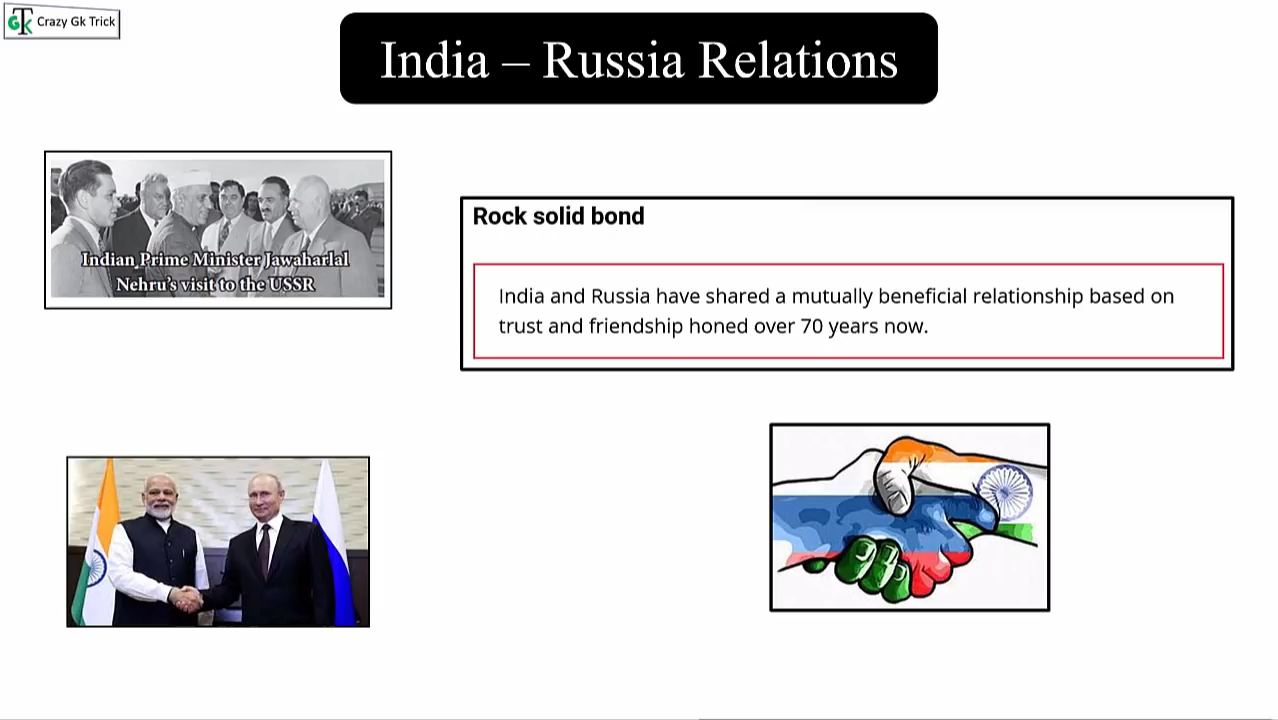 Crazy Gk Trick
India – Russia Relations
Indian Prime Minister Jawaharlal
Nehru's visit to the USSR
Rock solid bond
India and Russia have shared a mutually beneficial relationship based on
trust and friendship honed over 70 years now.